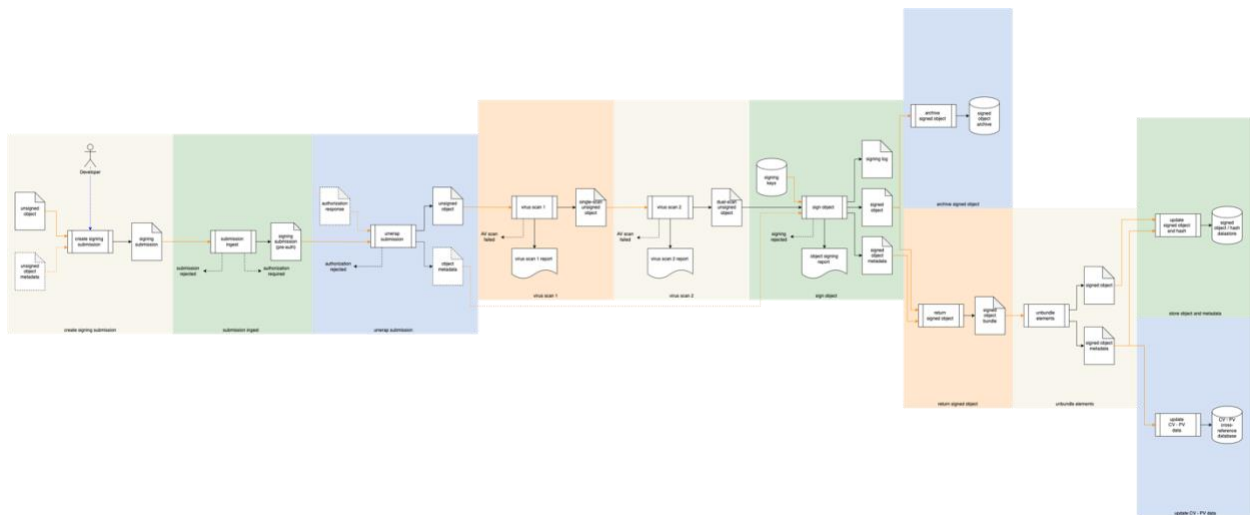 Developer
unsigned
object
unsigned
object
metadata
create signing
submission
signing
submission
create signing submission
submission
ingest
signing
submission
(pre-auth)
submission
rejected
authorization
required
submission ingest
authorization
response
unwrap
submission
unsigned
object
object
metadata
authorization
rejected
unwrap submission
virus scan 1
single-scan
unsigned
object
AV scan
failed
virus scan 1 report
virus scan 1
virus scan 2
dual-scan
unsigned
object
AV scan
failed
virus scan 2 report
virus scan 2
signing
keys
sign object
signing log
signed
object
signed
object
metadata
signing
rejected
object signing
report
sign object
archive
signed object
signed
object
archive
archive signed object
return
signed object
signed
object
bundle
return signed object
unbundle
elements
signed object
signed object
metadata
unbundle elements
update
signed object
and hash
signed
object / hash
datastore
store object and metadata
update
CV - PV
data
CV - PV
cross-
reference
database
update CV - PV data